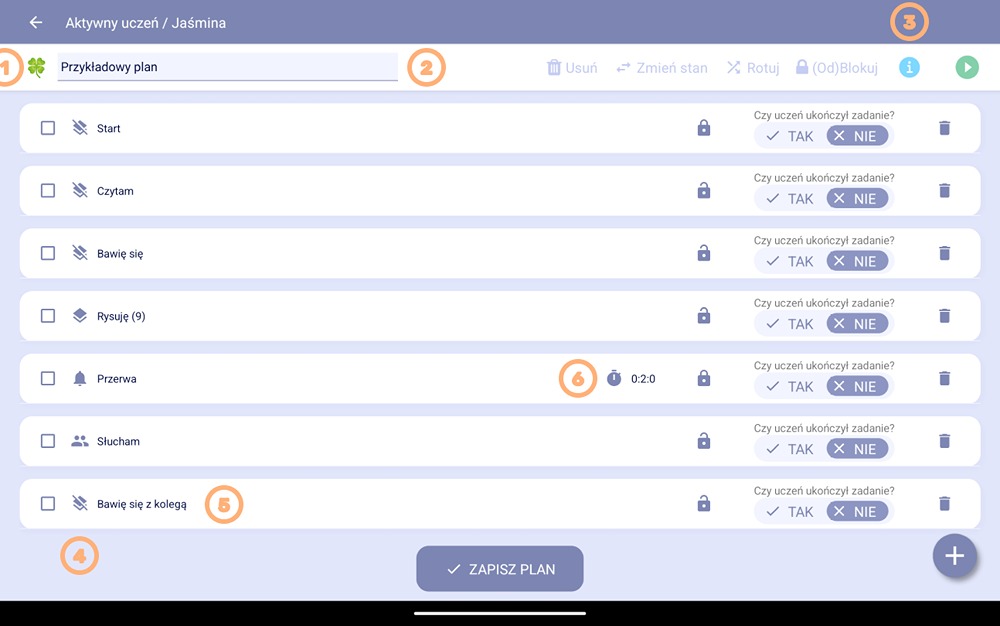 Aktywny uczeń / Jaśmina
3
1
Przykładowy plan
2
Usuń
Zmień stan
Rotuj
(Od)Blokuj
i
Start
Czy uczeń ukończył zadanie?
TAK
NIE
Czytam
Czy uczeń ukończył zadanie?
TAK
NIE
Bawię się
Czy uczeń ukończył zadanie?
TAK
NIE
Rysuję (9)
Czy uczeń ukończył zadanie?
TAK
NIE
Przerwa
6
0:2:0
Czy uczeń ukończył zadanie?
TAK
NIE
Słucham
Czy uczeń ukończył zadanie?
TAK
NIE
Bawię się z kolegą
5
Czy uczeń ukończył zadanie?
TAK
NIE
4
ZAPISZ PLAN